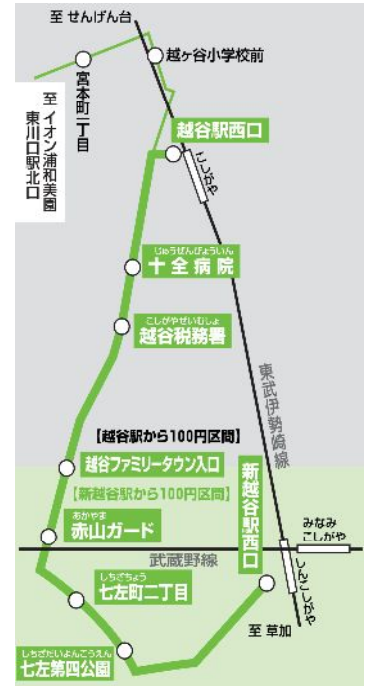 至 せんげん台
越ヶ谷小学校前
宮本町二丁目
至 イオン浦和美園
東川口駅北口
越谷駅西口
こしがや
じゅうぜんびょういん
十全病院
こしがやぜいむしょ
越谷税務署
東武伊勢崎線
【越谷駅から100円区間】
越谷ファミリータウン入口
【新越谷駅から100円区間】
新越谷駅西口
あかやま
赤山ガード
みなみ
こしがや
武蔵野線
しんこしがや
しちざちょう
七左町二丁目
至 草加
しちざだいよんこうえん
七左第四公園